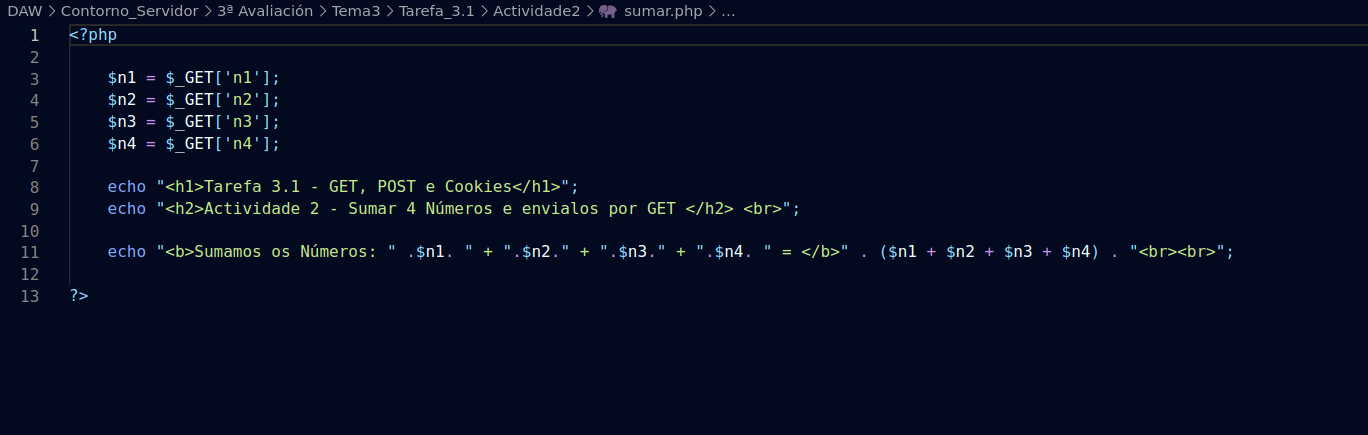 DAW > Contorno_Servidor > 3ª Avaliación > Tema3 > Tarefa_3.1 > Actividade2 > sumar.php > ...
1 <?php
2
3     $n1 = $_GET['n1'];
4     $n2 = $_GET['n2'];
5     $n3 = $_GET['n3'];
6     $n4 = $_GET['n4'];
7
8     echo "<h1>Tarefa 3.1 - GET, POST e Cookies</h1>";
9     echo "<h2>Actividade 2 - Sumar 4 Números e envialos por GET </h2> <br>";
10
11     echo "<b>Sumamos os Números: " .$n1. " + ".$n2." + ".$n3." + ".$n4. " = </b>" . ($n1 + $n2 + $n3 + $n4) . "<br><br>";
12
13 ?>